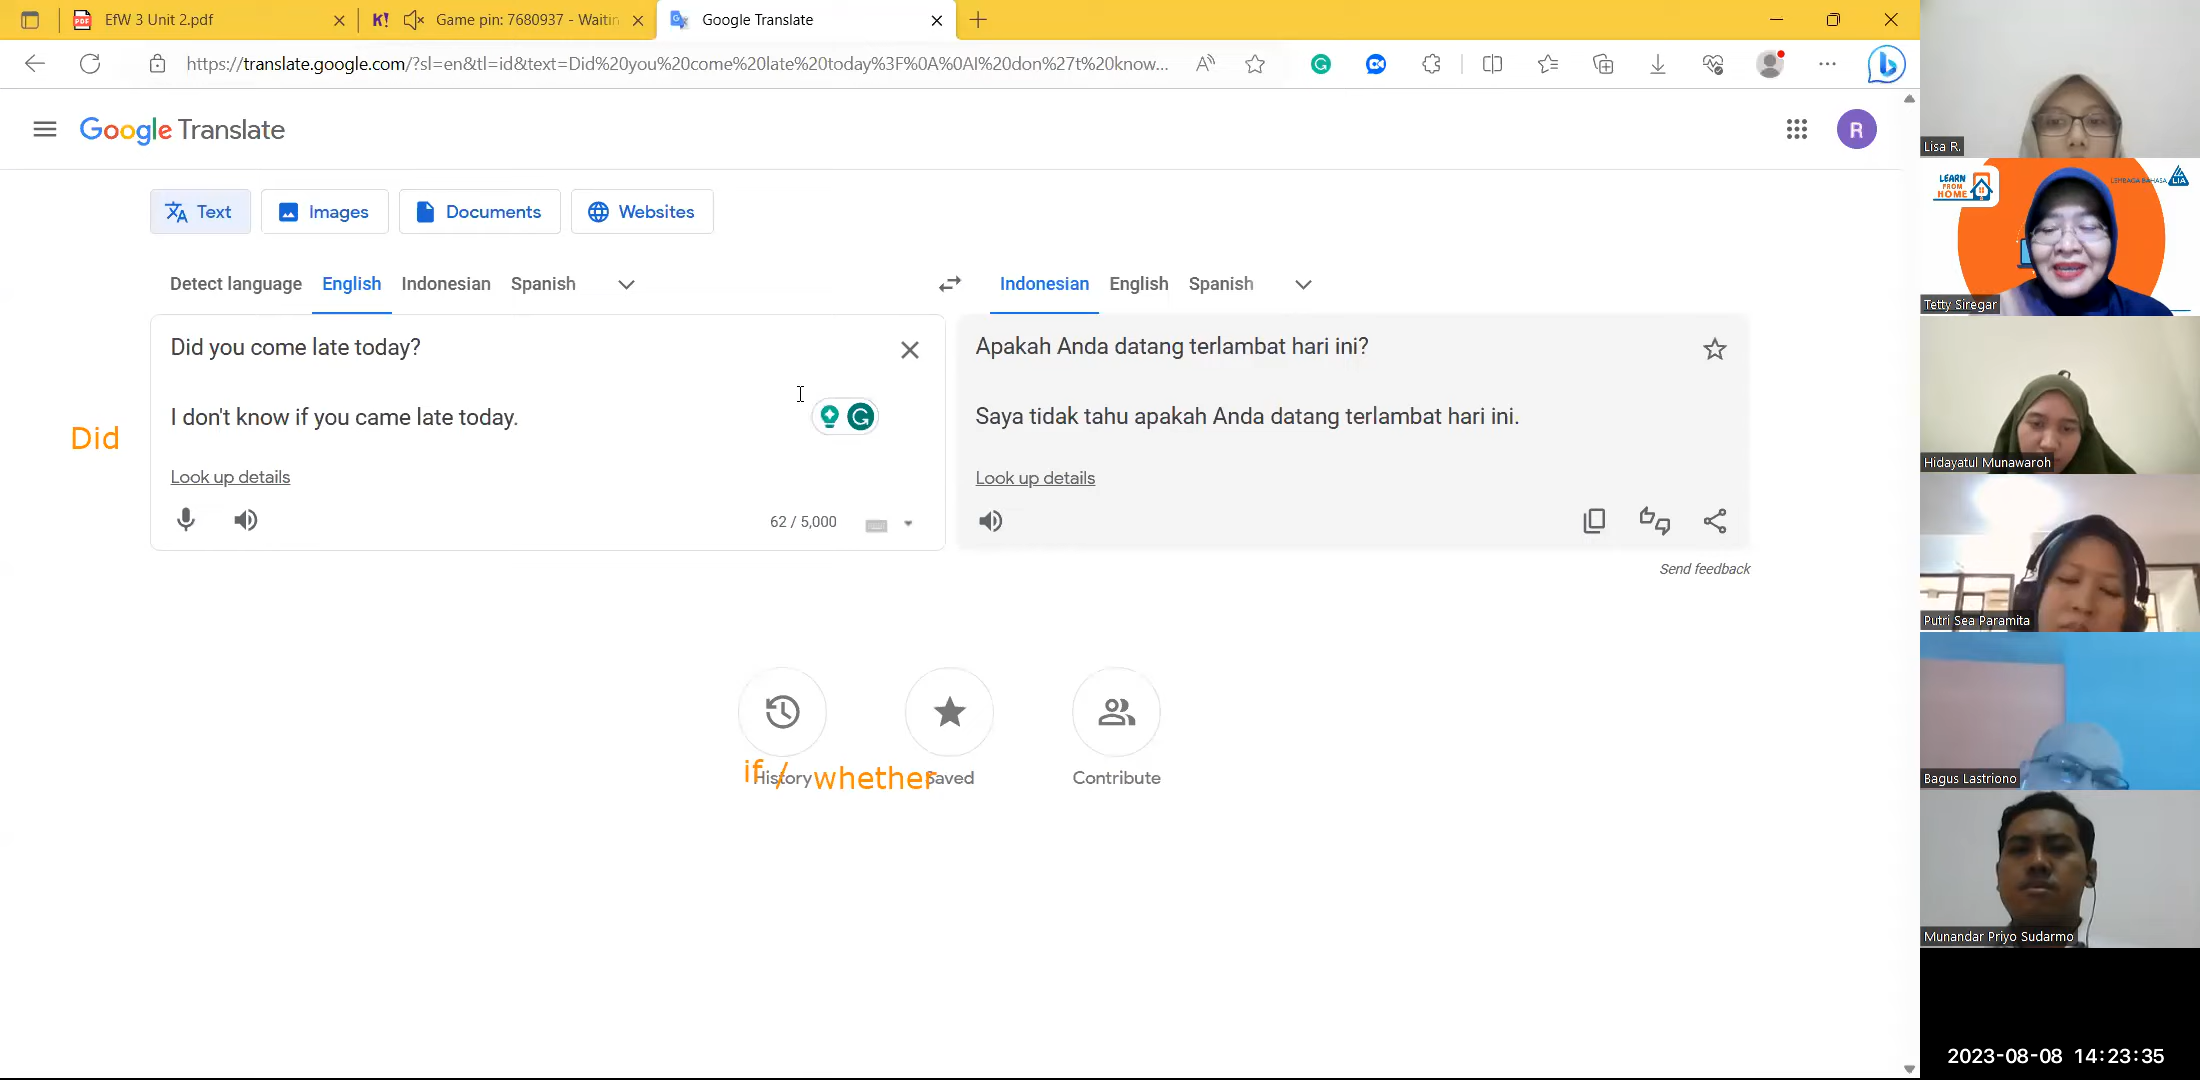 EfW 3 Unit 2.pdf
K! Game pin: 7680937 - Waitin
Google Translate
https://translate.google.com/?sl=en&tl=id&text=Did%20you%20come%20late%20today%3F%0A%0AI%20don%27t%20know...
Google Translate
R
Text
Images
Documents
Websites
Detect language English Indonesian Spanish
Indonesian English Spanish
Did you come late today?
Apakah Anda datang terlambat hari ini?
I don't know if you came late today.
Saya tidak tahu apakah Anda datang terlambat hari ini.
Did
Look up details
Look up details
62 / 5,000
Send feedback
History
Saved
Contribute
if / whether
Lisa R.
LEARN
FROM
HOME
LEMBAGA BAHASA LIA
Tetty Siregar
Hidayatul Munawaroh
Putri Sea Paramita
Bagus Lastriono
Munandar Priyo Sudarmo
2023-08-08 14:23:35